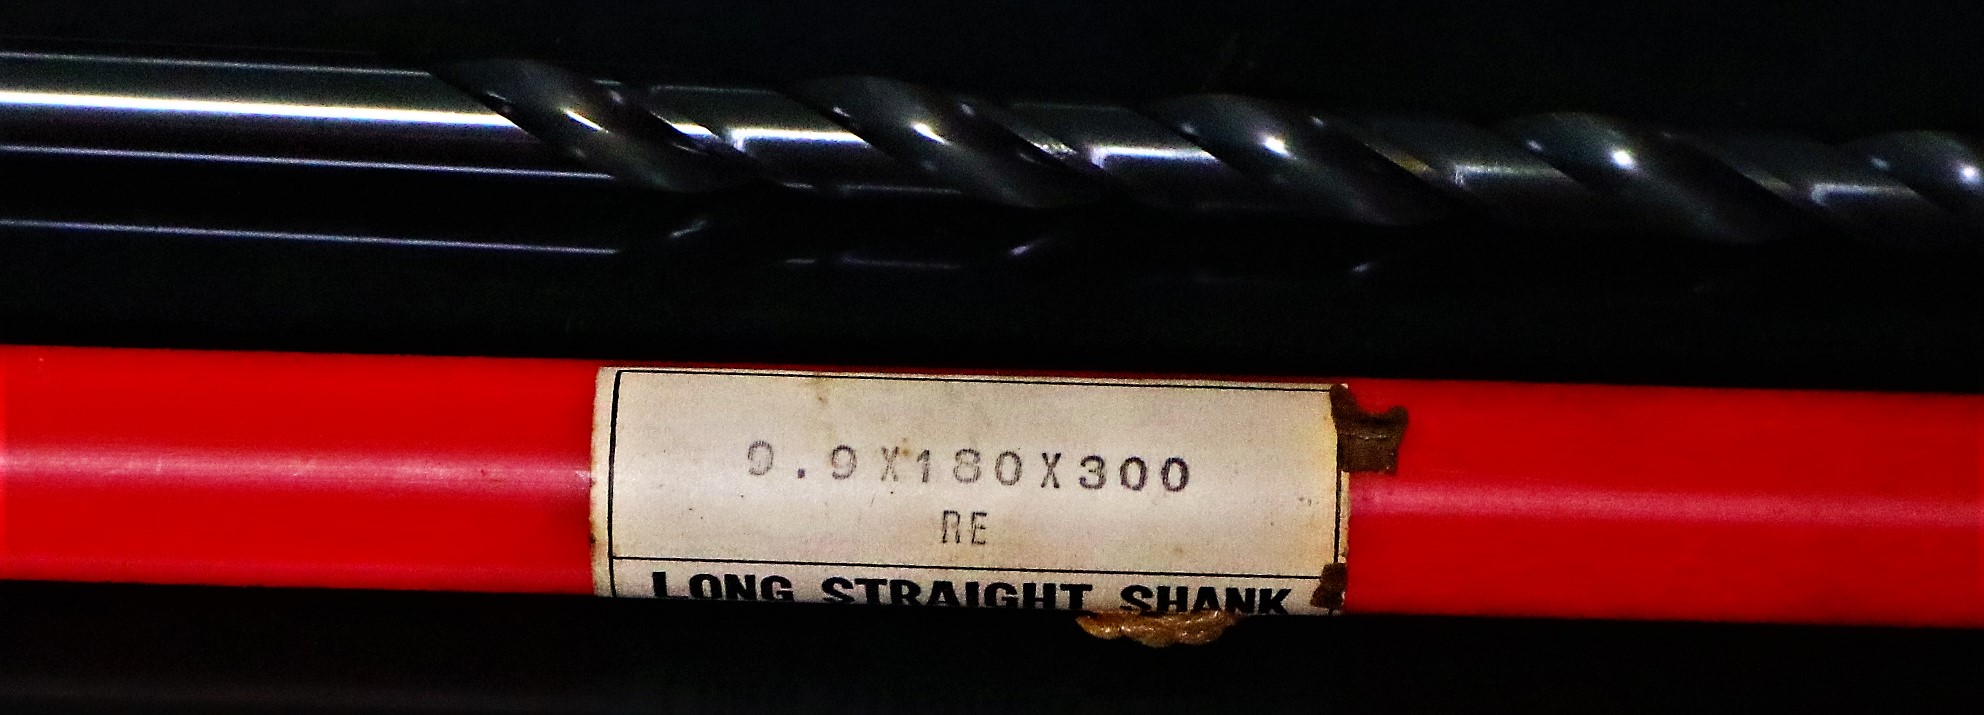 9.9X180X300
RE
LONG STRAIGHT SHANK